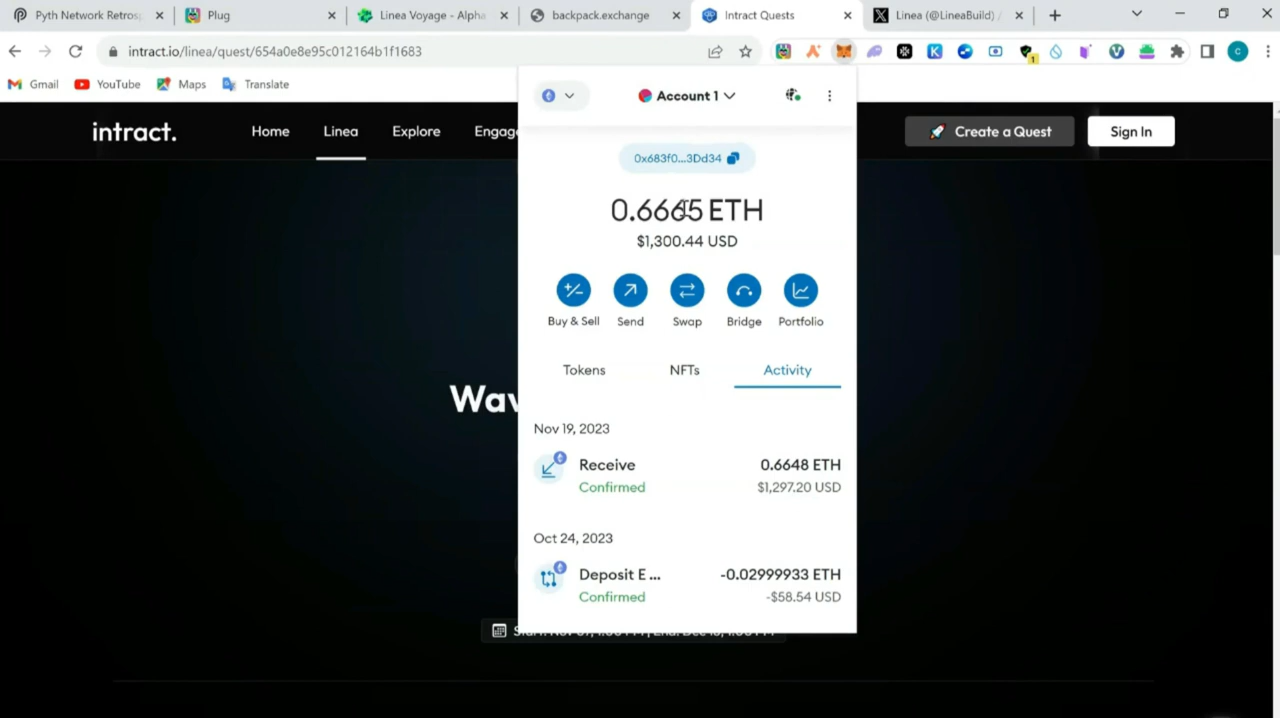 Pyth Network Retros
Plug
Linea Voyage - Alpha
backpack.exchange
Intract Quests
Linea (@LineaBuild) /
intract.io/linea/quest/654a0e8e95c012164b1f1683
1
C
Gmail
YouTube
Maps
Translate
intract.
Home
Linea
Explore
Engag
Create a Quest
Sign In
Account 1
0x683f0...3Dd34
0.6665 ETH
$1,300.44 USD
Buy & Sell
Send
Swap
Bridge
Portfolio
Tokens
NFTs
Activity
Nov 19, 2023
Receive
0.6648 ETH
Confirmed
$1,297.20 USD
Oct 24, 2023
Deposit E ...
-0.02999933 ETH
Confirmed
-$58.54 USD
Wav